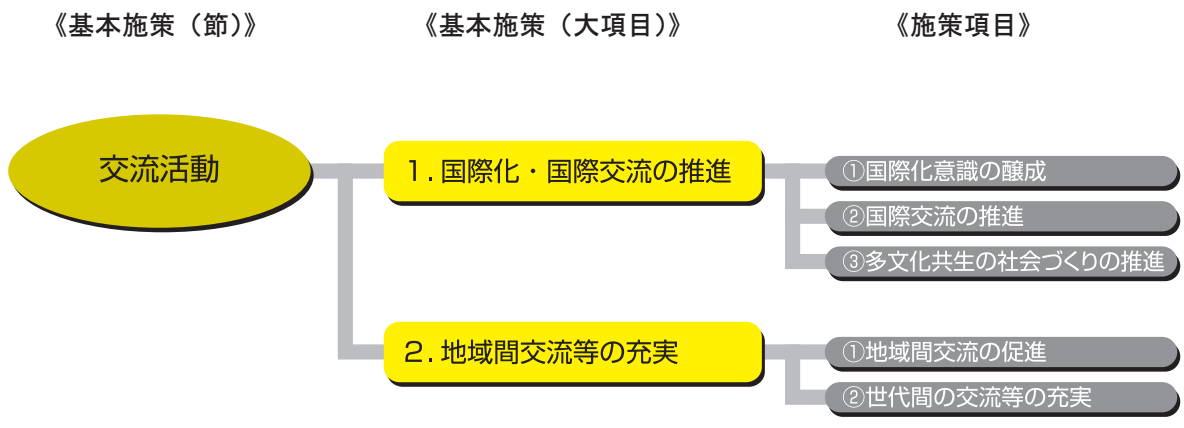 《基本施策（節）》
《基本施策（大項目）》
《施策項目》
交流活動
１.国際化・国際交流の推進
①国際化意識の醸成
②国際交流の推進
③多文化共生の社会づくりの推進
２.地域間交流等の充実
①地域間交流の促進
②世代間の交流等の充実